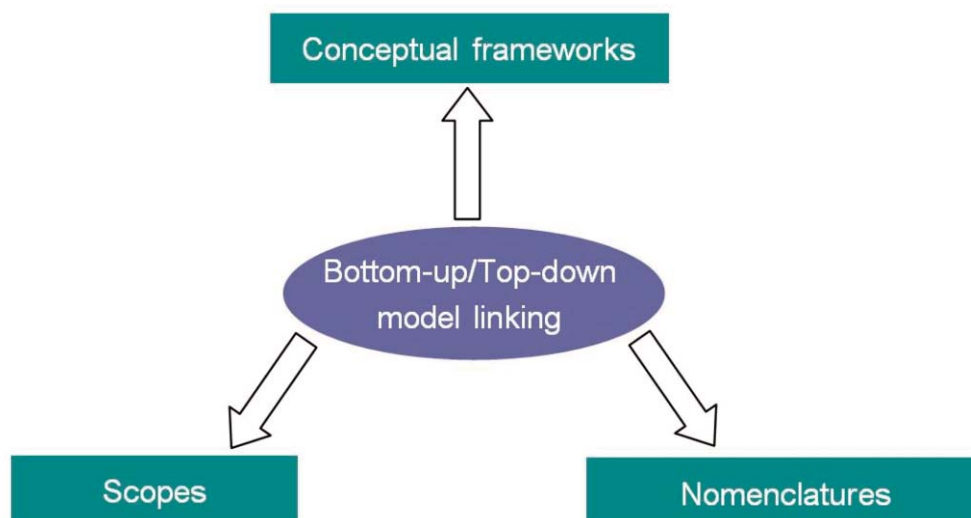 Conceptual frameworks
Bottom-up/Top-down
model linking
Scopes
Nomenclatures